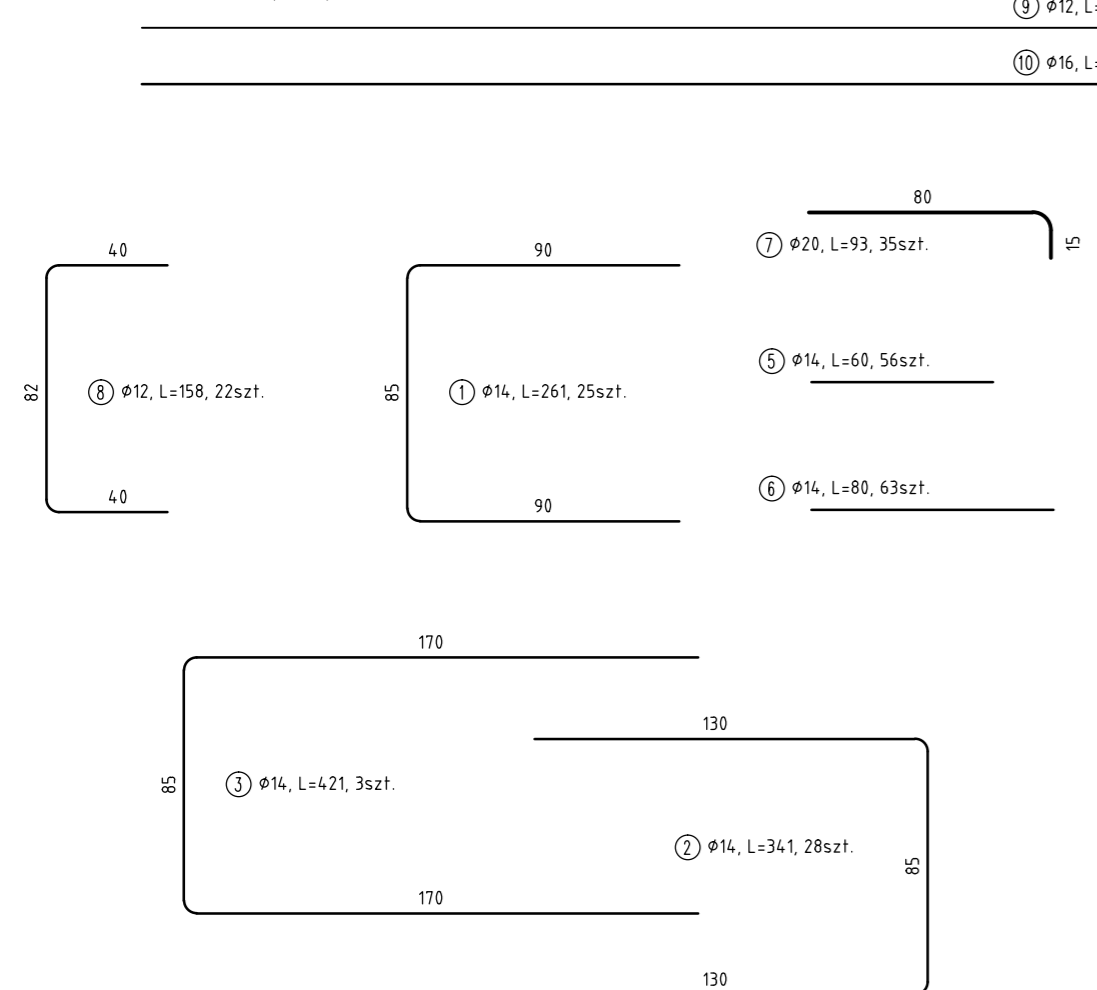 9 ø12, L=
10 ø16, L=
80
15
7 ø20, L=93, 35szt.
40
82
8 ø12, L=158, 22szt.
40
90
85
1 ø14, L=261, 25szt.
90
5 ø14, L=60, 56szt.
6 ø14, L=80, 63szt.
170
85
3 ø14, L=421, 3szt.
170
130
2 ø14, L=341, 28szt.
85
130